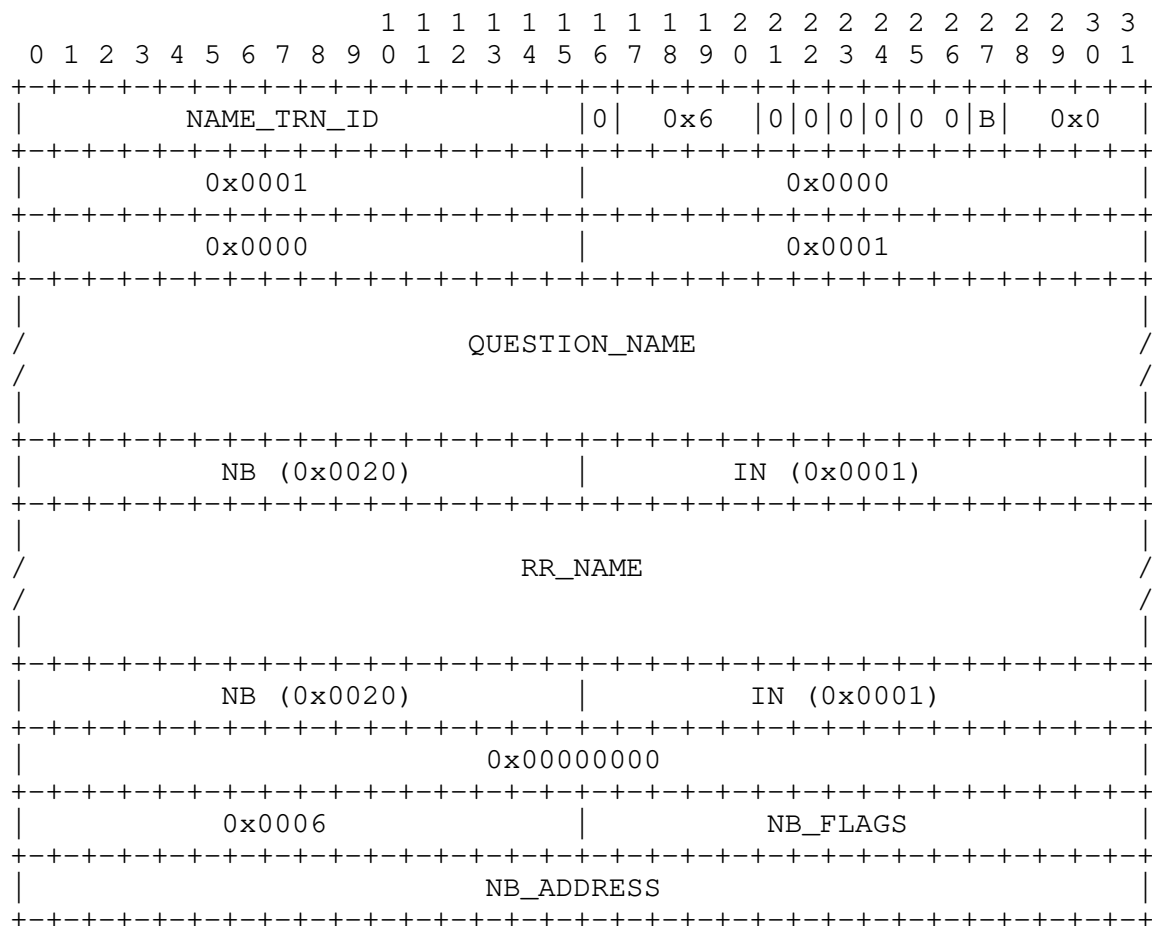 1 1 1 1 1 1 1 1 1 1 2 2 2 2 2 2 2 2 2 2 3 3
 0 1 2 3 4 5 6 7 8 9 0 1 2 3 4 5 6 7 8 9 0 1 2 3 4 5 6 7 8 9 0 1
+-+-+-+-+-+-+-+-+-+-+-+-+-+-+-+-+-+-+-+-+-+-+-+-+-+-+-+-+-+-+-+-+
|         NAME_TRN_ID           |0|  0x6  |0|0|0|0|0 0|B|  0x0  |
+-+-+-+-+-+-+-+-+-+-+-+-+-+-+-+-+-+-+-+-+-+-+-+-+-+-+-+-+-+-+-+-+
|          0x0001               |           0x0000              |
+-+-+-+-+-+-+-+-+-+-+-+-+-+-+-+-+-+-+-+-+-+-+-+-+-+-+-+-+-+-+-+-+
|          0x0000               |           0x0001              |
+-+-+-+-+-+-+-+-+-+-+-+-+-+-+-+-+-+-+-+-+-+-+-+-+-+-+-+-+-+-+-+-+
|                                                               |
/                         QUESTION_NAME                         /
/                                                               /
|                                                               |
+-+-+-+-+-+-+-+-+-+-+-+-+-+-+-+-+-+-+-+-+-+-+-+-+-+-+-+-+-+-+-+-+
|           NB (0x0020)         |        IN (0x0001)            |
+-+-+-+-+-+-+-+-+-+-+-+-+-+-+-+-+-+-+-+-+-+-+-+-+-+-+-+-+-+-+-+-+
|                                                               |
/                            RR_NAME                            /
/                                                               /
|                                                               |
+-+-+-+-+-+-+-+-+-+-+-+-+-+-+-+-+-+-+-+-+-+-+-+-+-+-+-+-+-+-+-+-+
|           NB (0x0020)         |         IN (0x0001)           |
+-+-+-+-+-+-+-+-+-+-+-+-+-+-+-+-+-+-+-+-+-+-+-+-+-+-+-+-+-+-+-+-+
|                          0x00000000                           |
+-+-+-+-+-+-+-+-+-+-+-+-+-+-+-+-+-+-+-+-+-+-+-+-+-+-+-+-+-+-+-+-+
|           0x0006              |          NB_FLAGS             |
+-+-+-+-+-+-+-+-+-+-+-+-+-+-+-+-+-+-+-+-+-+-+-+-+-+-+-+-+-+-+-+-+
|                          NB_ADDRESS                           |
+-+-+-+-+-+-+-+-+-+-+-+-+-+-+-+-+-+-+-+-+-+-+-+-+-+-+-+-+-+-+-+-+